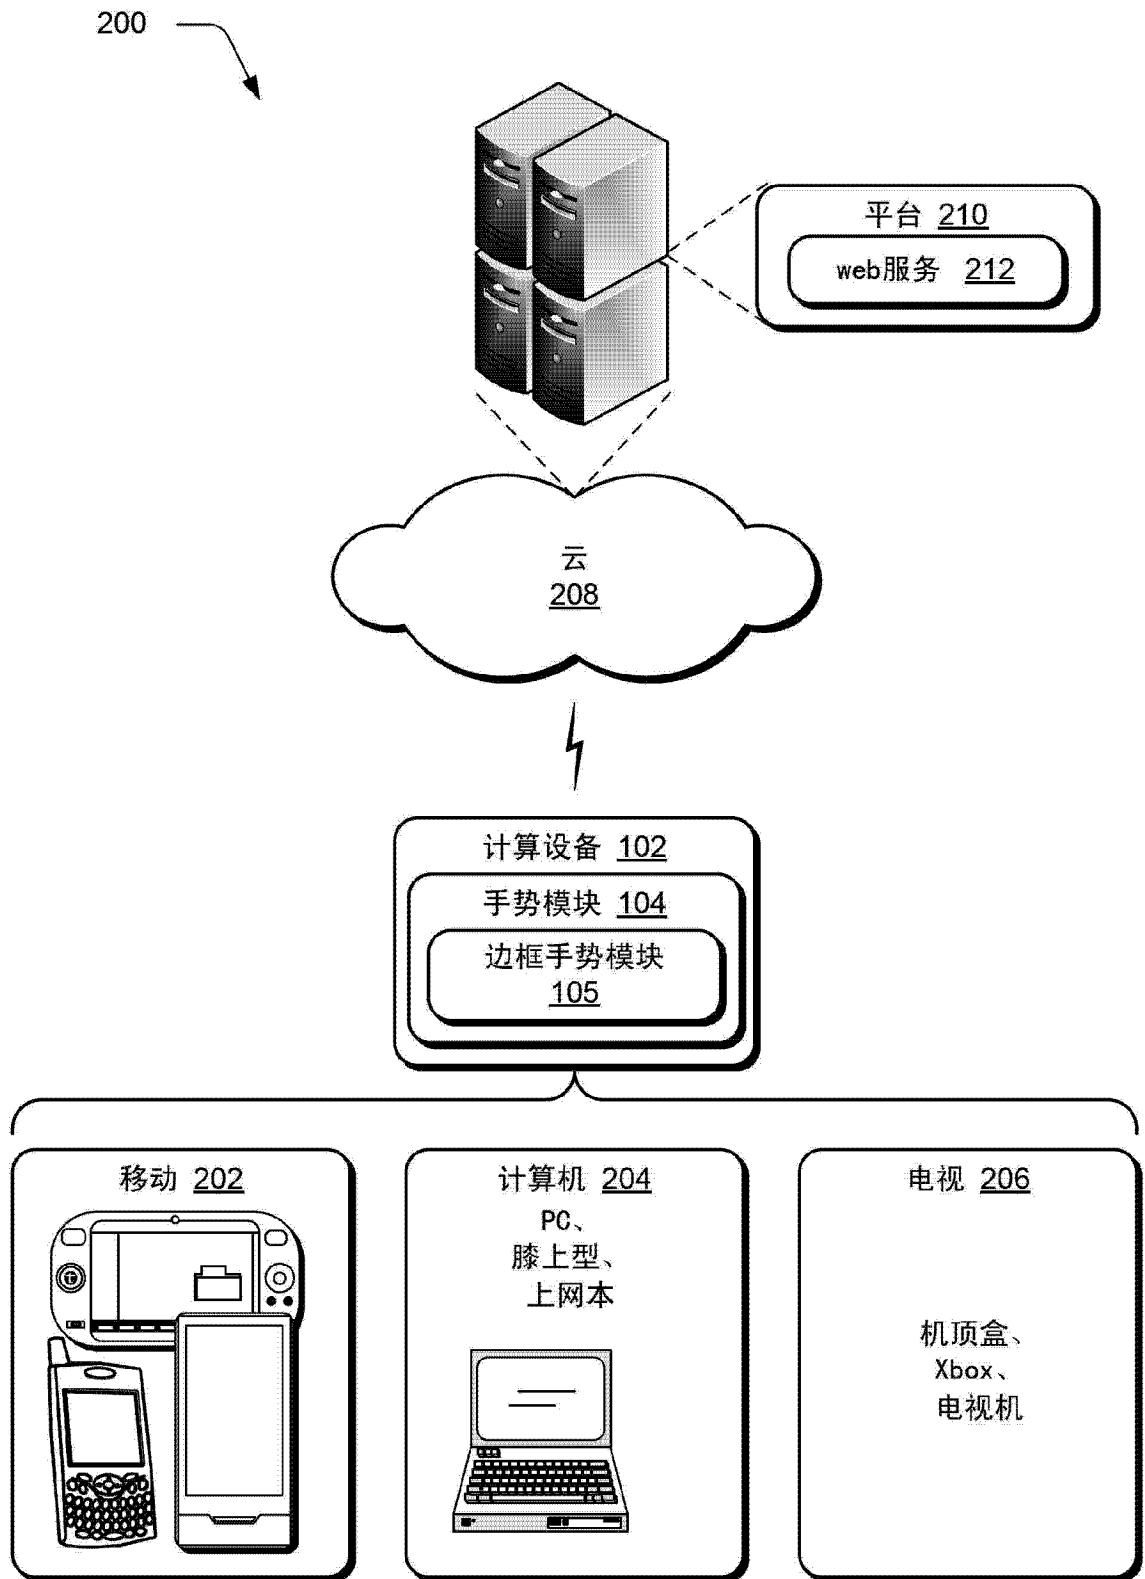 200
平台 210
web服务 212
云
208
计算设备 102
手势模块 104
边框手势模块
105
移动 202
计算机 204
PC、
膝上型、
上网本
电视 206
机顶盒、
Xbox、
电视机